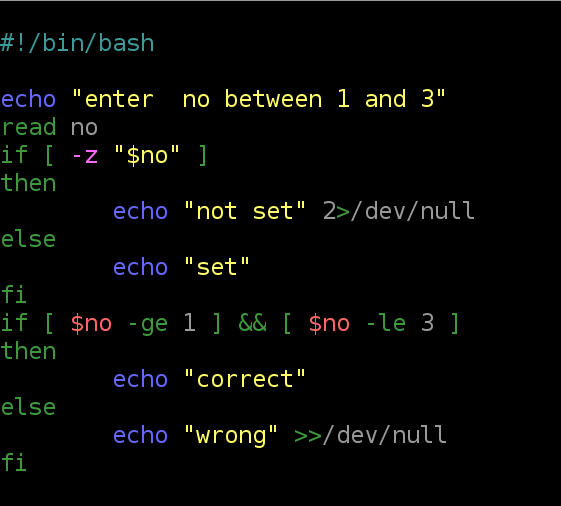 #!/bin/bash
echo "enter  no between 1 and 3"
read no
if [ -z "$no" ]
then
        echo "not set" 2>/dev/null
else
        echo "set"
fi
if [ $no -ge 1 ] && [ $no -le 3 ]
then
        echo "correct"
else
        echo "wrong" >>/dev/null
fi